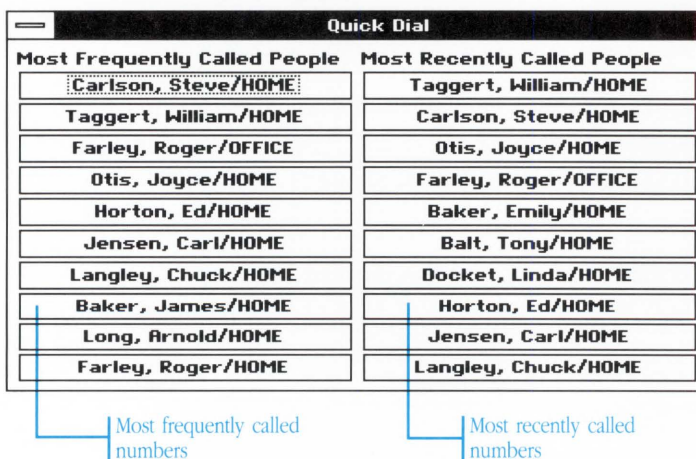 Quick Dial
Most Frequently Called People
Carlson, Steve/HOME
Taggert, William/HOME
Farley, Roger/OFFICE
Otis, Joyce/HOME
Horton, Ed/HOME
Jensen, Carl/HOME
Langley, Chuck/HOME
Baker, James/HOME
Long, Arnold/HOME
Farley, Roger/HOME
Most Recently Called People
Taggert, William/HOME
Carlson, Steve/HOME
Otis, Joyce/HOME
Farley, Roger/OFFICE
Baker, Emily/HOME
Balt, Tony/HOME
Docket, Linda/HOME
Horton, Ed/HOME
Jensen, Carl/HOME
Langley, Chuck/HOME
Most frequently called
numbers
Most recently called
numbers